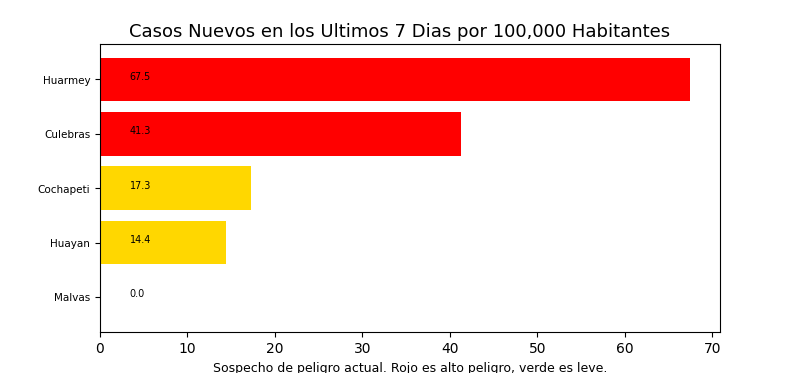 Casos Nuevos en los Ultimos 7 Dias por 100,000 Habitantes
Huarmey 67.5
Culebras 41.3
Cochapeti 17.3
Huayan 14.4
Malvas 0.0
0 10 20 30 40 50 60 70
Sospecho de peligro actual. Rojo es alto peligro, verde es leve.